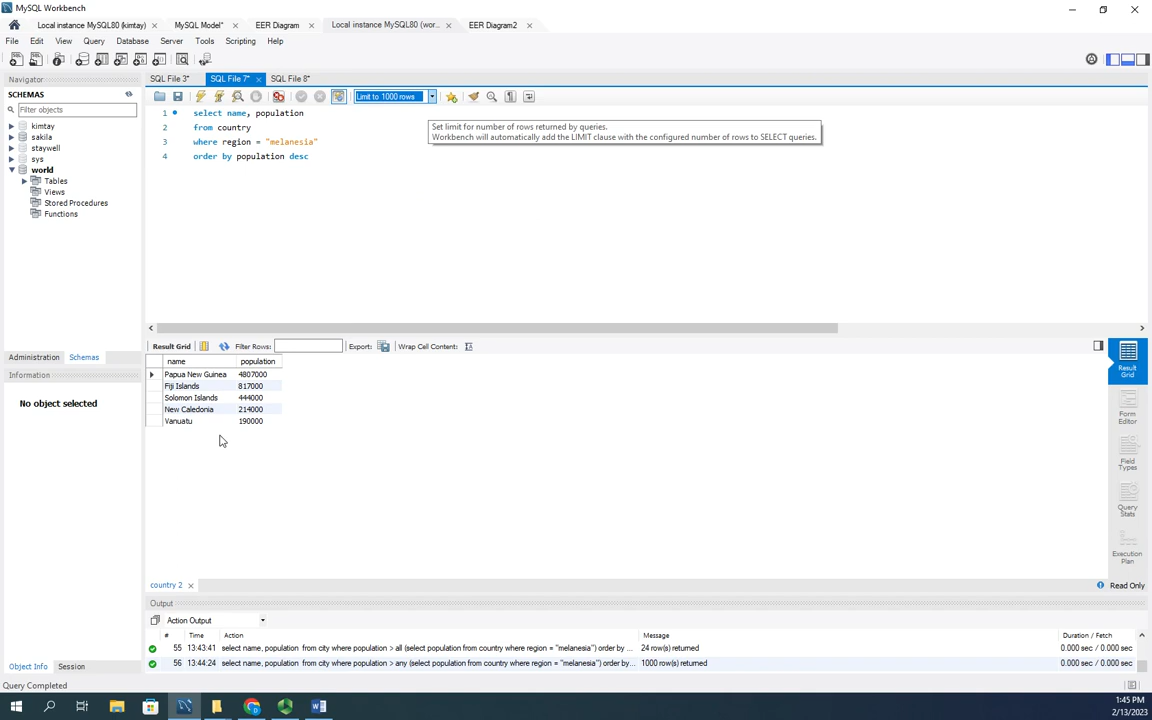 MySQL Workbench
Local instance MySQL80 (kimtay) × MySQL Model* × EER Diagram × Local instance MySQL80 (wor... × EER Diagram2 ×
File Edit View Query Database Server Tools Scripting Help
Navigator
SCHEMAS
Filter objects
kimtay
sakila
staywell
sys
world
Tables
Views
Stored Procedures
Functions
Administration Schemas
Information
No object selected
Object Info Session
SQL File 3* SQL File 7* × SQL File 8*
Limit to 1000 rows
Set limit for number of rows returned by queries.
Workbench will automatically add the LIMIT clause with the configured number of rows to SELECT queries.
1 select name, population
2 from country
3 where region = "melanesia"
4 order by population desc
Result Grid Filter Rows: Export: Wrap Cell Content:
name population
Papua New Guinea 4807000
Fiji Islands 817000
Solomon Islands 444000
New Caledonia 214000
Vanuatu 190000
Result
Grid
Form
Editor
Field
Types
Query
Stats
Execution
Plan
country 2 × Read Only
Output
Action Output
# Time Action Message Duration / Fetch
55 13:43:41 select name, population from city where population > all (select population from country where region = "melanesia") order by ... 24 row(s) returned 0.000 sec / 0.000 sec
56 13:44:24 select name, population from city where population > any (select population from country where region = "melanesia") order by... 1000 row(s) returned 0.000 sec / 0.000 sec
Query Completed
1:45 PM
2/13/2023